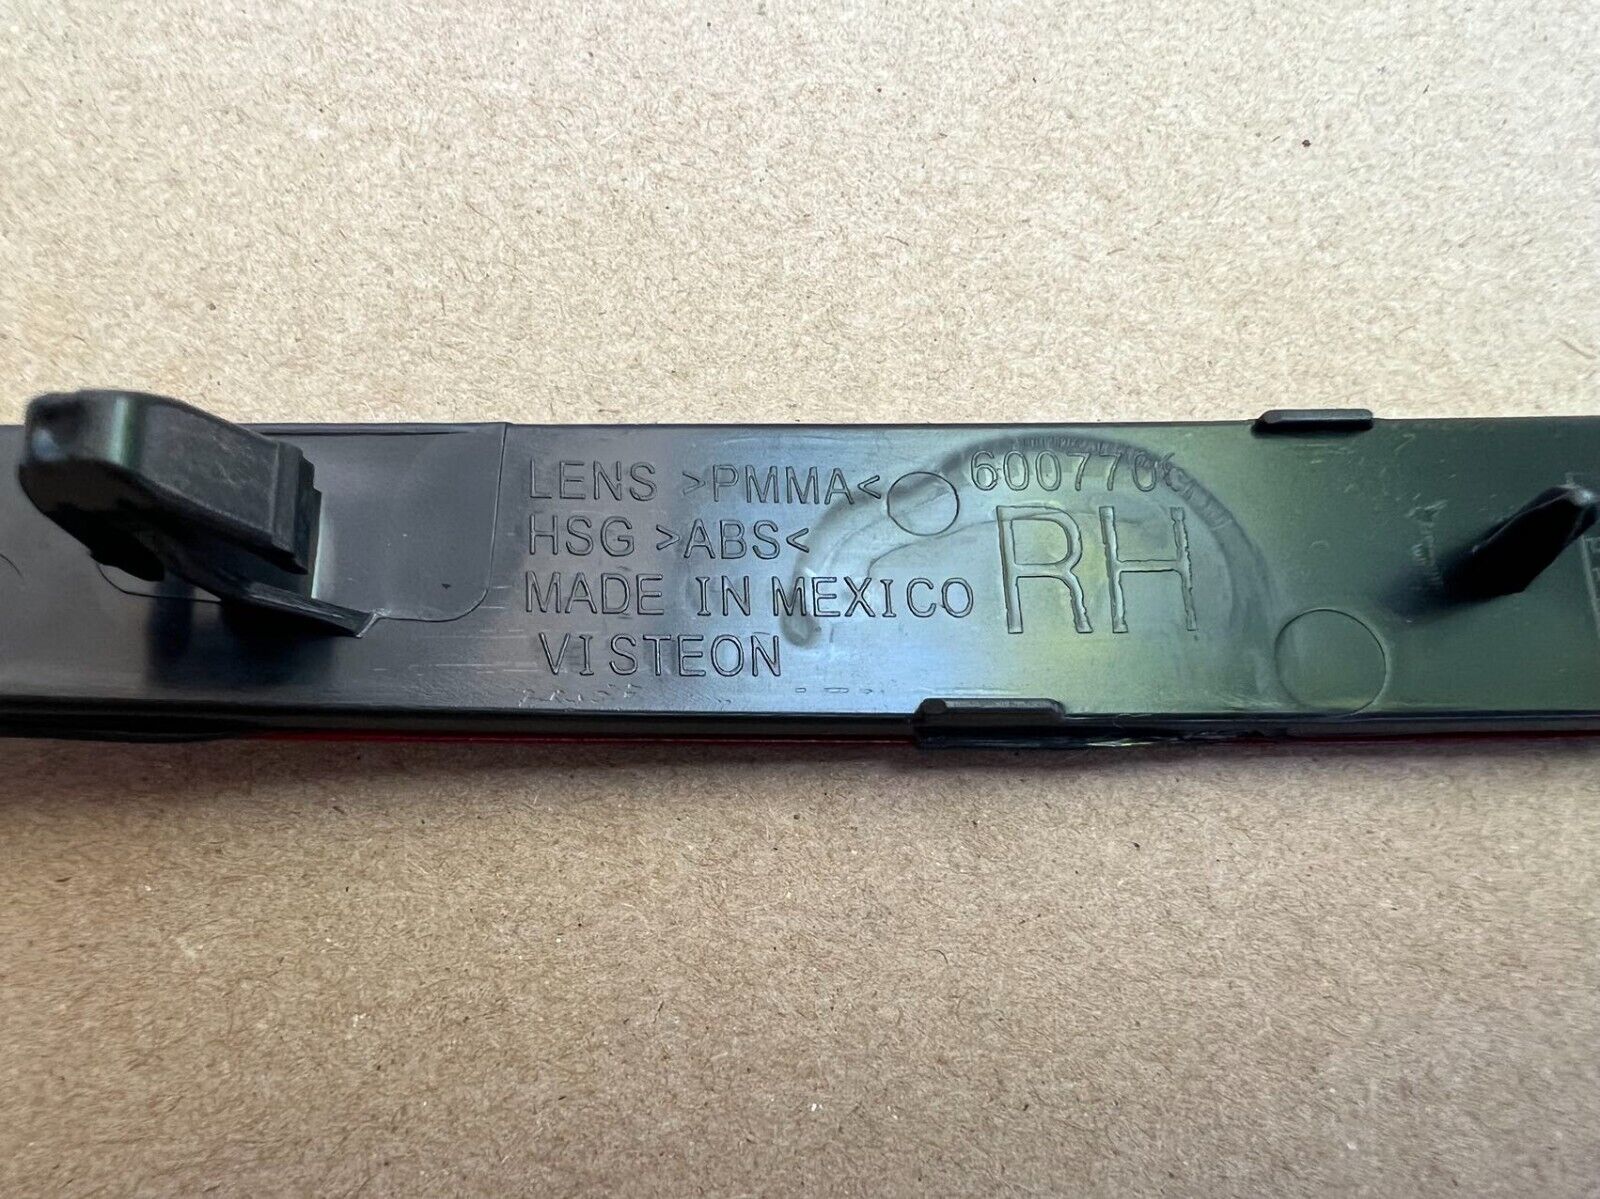 LENS >PMMA<
HSG >ABS<
MADE IN MEXICO
VISTEON
RH